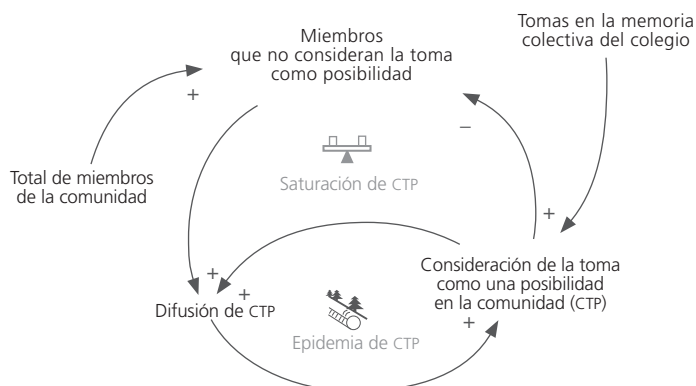 Tomas en la memoria
colectiva del colegio
Miembros
que no consideran la toma
como posibilidad
+
−
Total de miembros
de la comunidad
Saturación de CTP
+
Consideración de la toma
como una posibilidad
en la comunidad (CTP)
+
+
Difusión de CTP
+
Epidemia de CTP